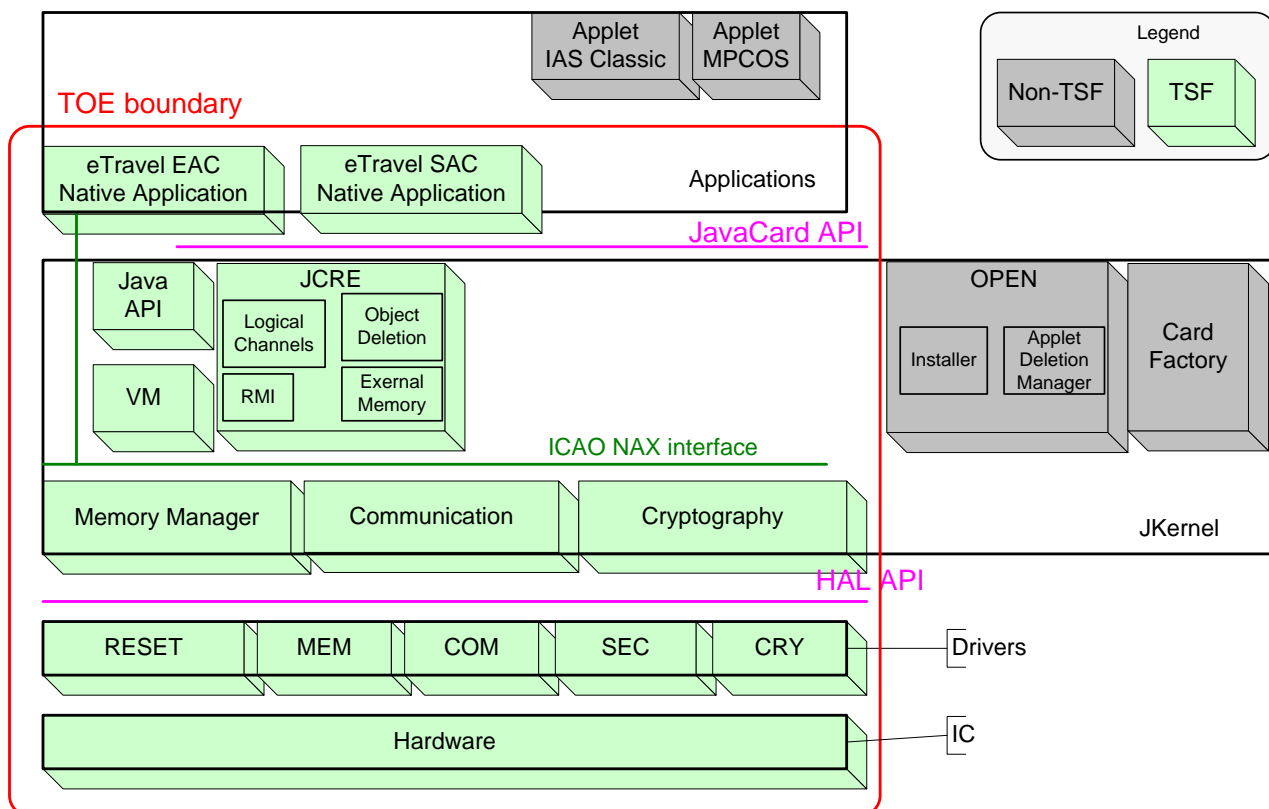 Applet
IAS Classic
Applet
MPCOS
Legend
Non-TSF
TSF
TOE boundary
eTravel EAC
Native Application
eTravel SAC
Native Application
Applications
JavaCard API
Java
API
JCRE
Logical
Channels
Object
Deletion
VM
RMI
Exernal
Memory
OPEN
Installer
Applet
Deletion
Manager
Card
Factory
ICAO NAX interface
Memory Manager
Communication
Cryptography
JKernel
HAL API
RESET
MEM
COM
SEC
CRY
Drivers
Hardware
IC